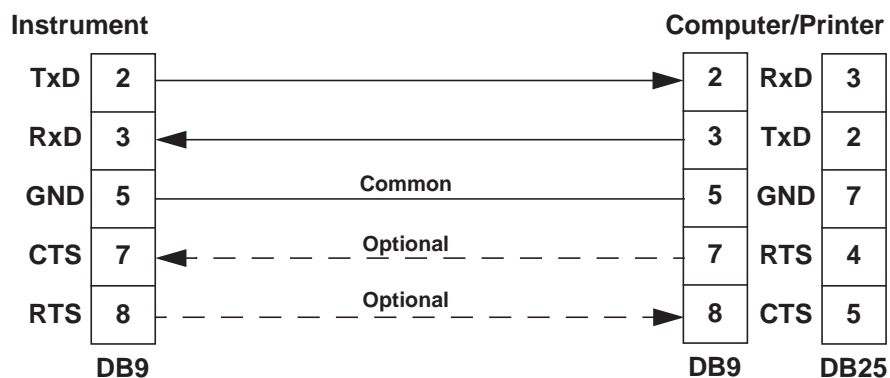 Instrument Computer/Printer
TxD 2 2 RxD 3
RxD 3 3 TxD 2
GND 5 Common 5 GND 7
CTS 7 Optional 7 RTS 4
RTS 8 Optional 8 CTS 5
DB9 DB9 DB25